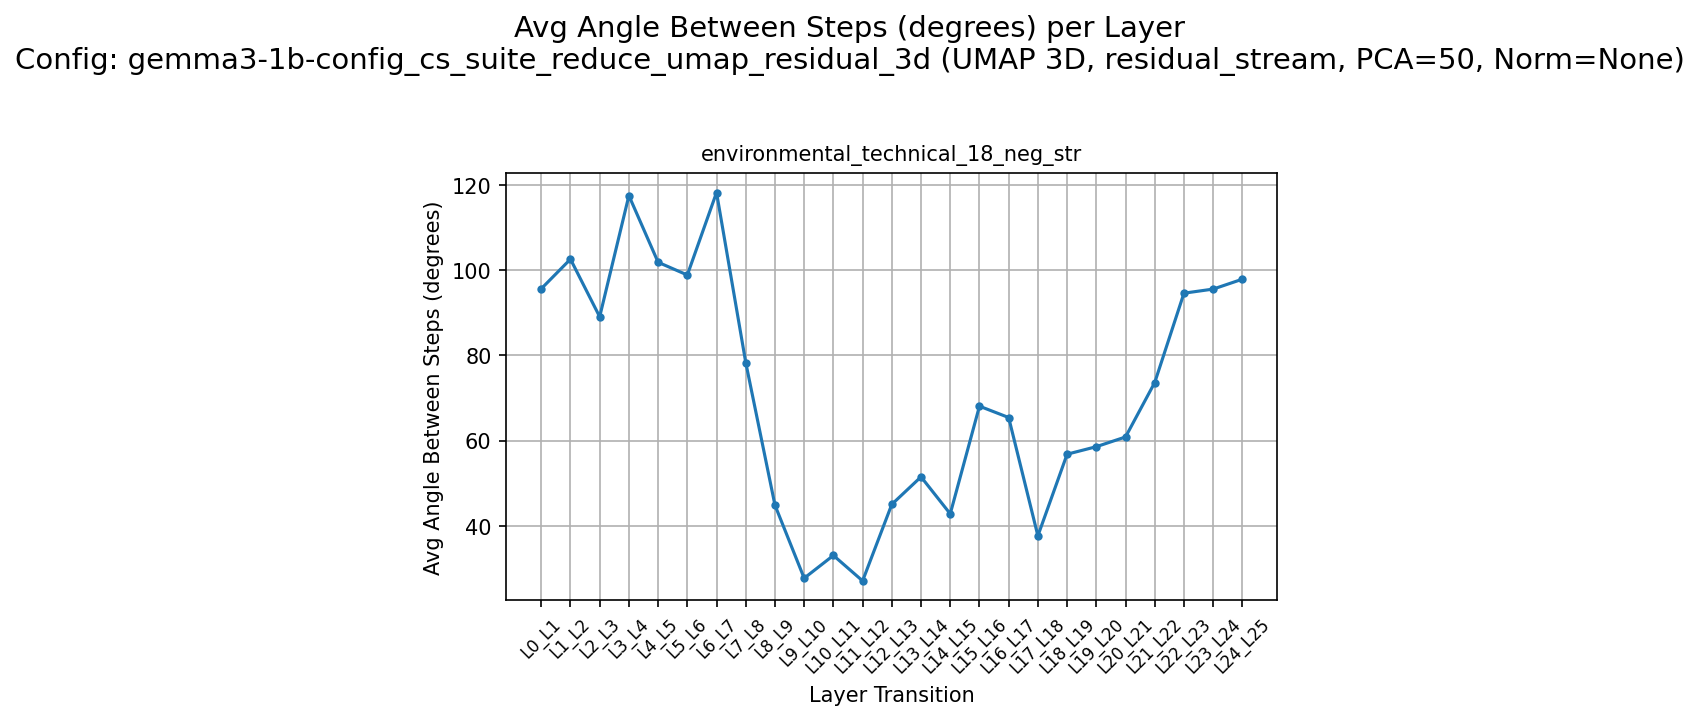 Avg Angle Between Steps (degrees) per Layer
Config: gemma3-1b-config_cs_suite_reduce_umap_residual_3d (UMAP 3D, residual_stream, PCA=50, Norm=None)
environmental_technical_18_neg_str
Avg Angle Between Steps (degrees)
120
100
80
60
40
L0_L1
L1_L2
L2_L3
L3_L4
L4_L5
L5_L6
L6_L7
L7_L8
L8_L9
L9_L10
L10_L11
L11_L12
L12_L13
L13_L14
L14_L15
L15_L16
L16_L17
L17_L18
L18_L19
L19_L20
L20_L21
L21_L22
L22_L23
L23_L24
L24_L25
Layer Transition